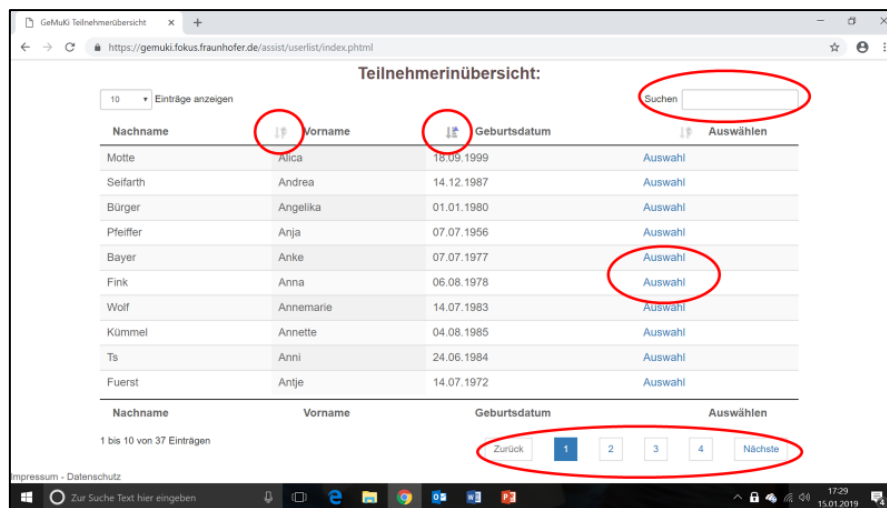 GeMuKi Teilnehmerübersicht
https://gemuki.fokus.fraunhofer.de/assist/userlist/index.phtml
Teilnehmerinübersicht:
10 Einträge anzeigen Suchen
Nachname Vorname Geburtsdatum Auswählen
Motte Alica 18.09.1999 Auswahl
Seifarth Andrea 14.12.1987 Auswahl
Bürger Angelika 01.01.1980 Auswahl
Pfeiffer Anja 07.07.1956 Auswahl
Bayer Anke 07.07.1977 Auswahl
Fink Anna 06.08.1978 Auswahl
Wolf Annemarie 14.07.1983 Auswahl
Kümmel Annette 04.08.1985 Auswahl
Ts Anni 24.06.1984 Auswahl
Fuerst Antje 14.07.1972 Auswahl
Nachname Vorname Geburtsdatum Auswählen
1 bis 10 von 37 Einträgen Zurück 1 2 3 4 Nächste
Impressum - Datenschutz
Zur Suche Text hier eingeben 17:29
15.01.2019